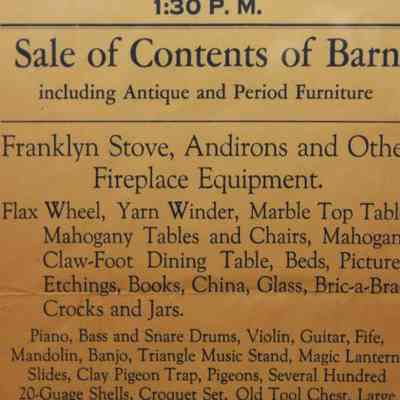 1:30 P. M.
Sale of Contents of Barn
including Antique and Period Furniture
Franklyn Stove, Andirons and Othe
Fireplace Equipment.
Flax Wheel, Yarn Winder, Marble Top Tabl
Mahogany Tables and Chairs, Mahogan
Claw-Foot Dining Table, Beds, Picture
Etchings, Books, China, Glass, Bric-a-Bra
Crocks and Jars.
Piano, Bass and Snare Drums, Violin, Guitar, Fife,
Mandolin, Banjo, Triangle Music Stand, Magic Lantern
Slides, Clay Pigeon Trap, Pigeons, Several Hundred
20-Guage Shells, Croquet Set, Old Tool Chest, Large